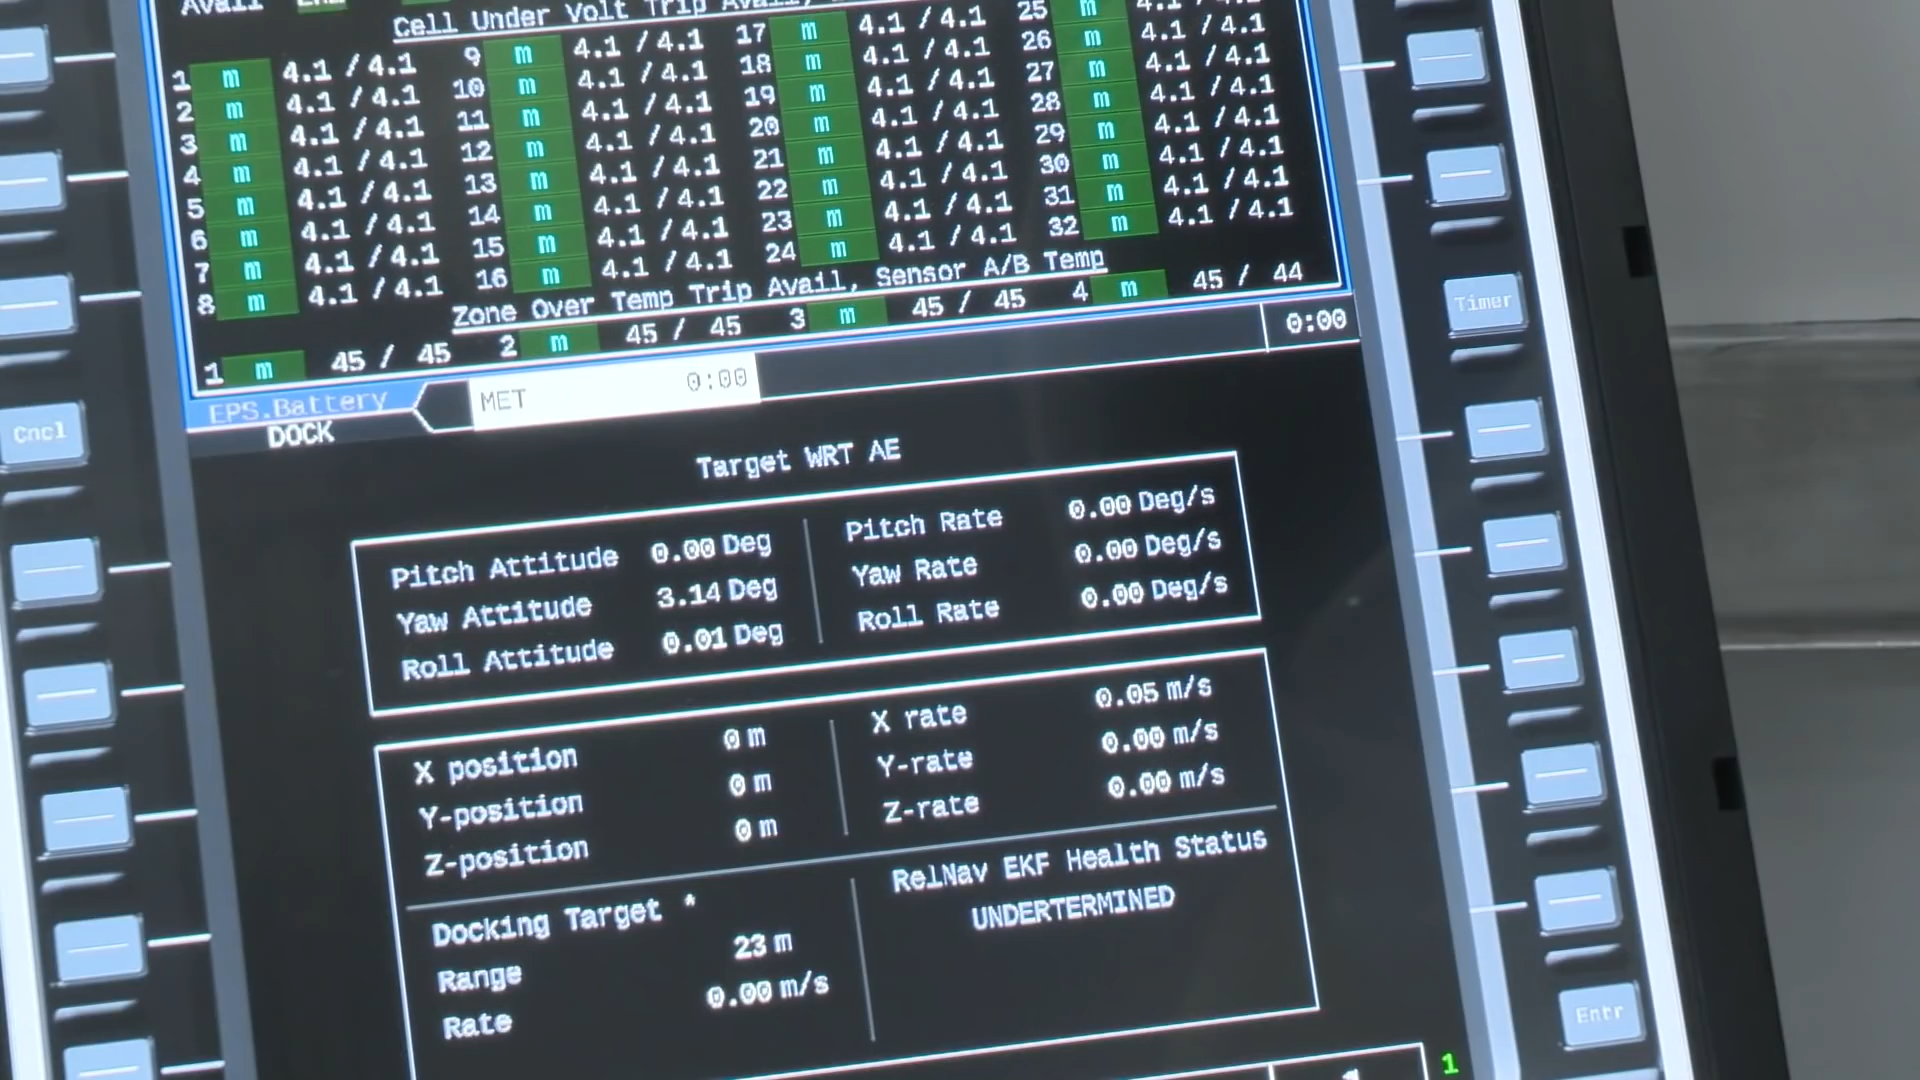 Avail
Cell Under Volt Trip Avail,
1 m 4.1 / 4.1 9 m 4.1 / 4.1 17 m 4.1 / 4.1 25 m
2 m 4.1 / 4.1 10 m 4.1 / 4.1 18 m 4.1 / 4.1 26 m 4.1 / 4.1
3 m 4.1 / 4.1 11 m 4.1 / 4.1 19 m 4.1 / 4.1 27 m 4.1 / 4.1
4 m 4.1 / 4.1 12 m 4.1 / 4.1 20 m 4.1 / 4.1 28 m 4.1 / 4.1
5 m 4.1 / 4.1 13 m 4.1 / 4.1 21 m 4.1 / 4.1 29 m 4.1 / 4.1
6 m 4.1 / 4.1 14 m 4.1 / 4.1 22 m 4.1 / 4.1 30 m 4.1 / 4.1
7 m 4.1 / 4.1 15 m 4.1 / 4.1 23 m 4.1 / 4.1 31 m 4.1 / 4.1
8 m 4.1 / 4.1 16 m 4.1 / 4.1 24 m 4.1 / 4.1 32 m 4.1 / 4.1
Zone Over Temp Trip Avail, Sensor A/B Temp
1 m 45 / 45 2 m 45 / 45 3 m 45 / 45 4 m 45 / 44
EPS.Battery MET 0:00 0:00
DOCK
Target WRT AE
Pitch Attitude 0.00 Deg Pitch Rate 0.00 Deg/s
Yaw Attitude 3.14 Deg Yaw Rate 0.00 Deg/s
Roll Attitude 0.01 Deg Roll Rate 0.00 Deg/s
X position 0 m X rate 0.05 m/s
Y-position 0 m Y-rate 0.00 m/s
Z-position 0 m Z-rate 0.00 m/s
Docking Target * RelNav EKF Health Status
Range 23 m UNDERTERMINED
Rate 0.00 m/s
1
Cncl
Timer
Entr